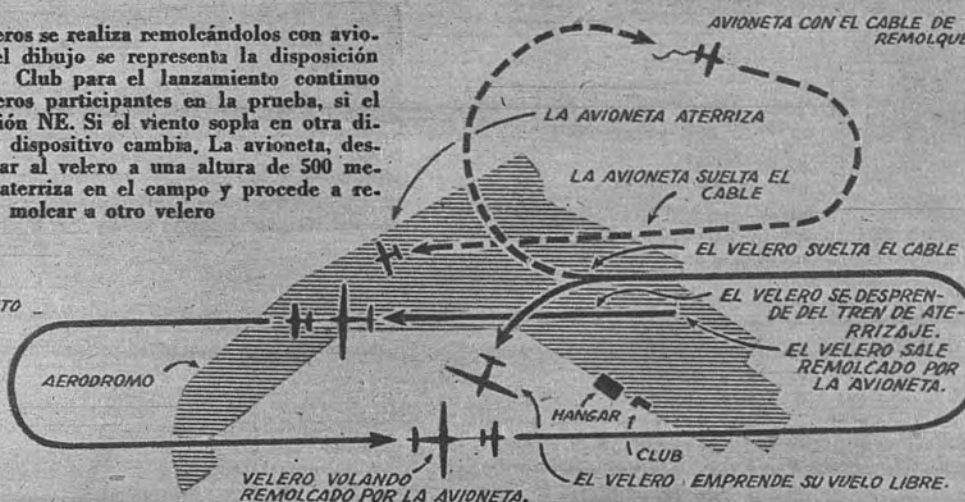 eros se realiza remolcándolos con avio-
el dibujo se representa la disposición
Club para el lanzamiento continuo
eros participantes en la prueba, si el
ión NE. Si el viento sopla en otra di-
dispositivo cambia. La avioneta, des-
ar al velero a una altura de 500 me-
aterriza en el campo y procede a re-
molcar a otro velero
AVIONETA CON EL CABLE DE
REMOLQUE
LA AVIONETA ATERRIZA
LA AVIONETA SUELTA EL
CABLE
EL VELERO SUELTA EL CABLE
EL VELERO SE DESPREN-
DE DEL TREN DE ATE-
RRIZAJE.
EL VELERO SALE
REMOLCADO POR
LA AVIONETA.
TO
AERODROMO
HANGAR
CLUB
VELERO VOLANDO
REMOLCADO POR LA AVIONETA.
EL VELERO EMPRENDE SU VUELO LIBRE.